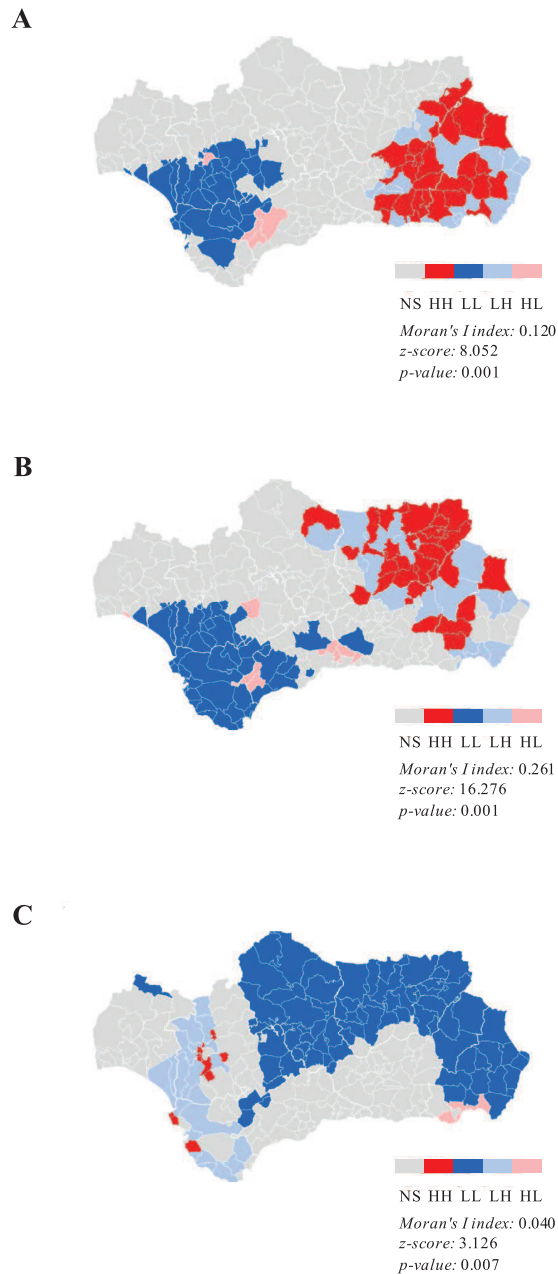 A
NS HH LL LH HL
Moran's I index: 0.120
z-score: 8.052
p-value: 0.001
B
NS HH LL LH HL
Moran's I index: 0.261
z-score: 16.276
p-value: 0.001
C
NS HH LL LH HL
Moran's I index: 0.040
z-score: 3.126
p-value: 0.007